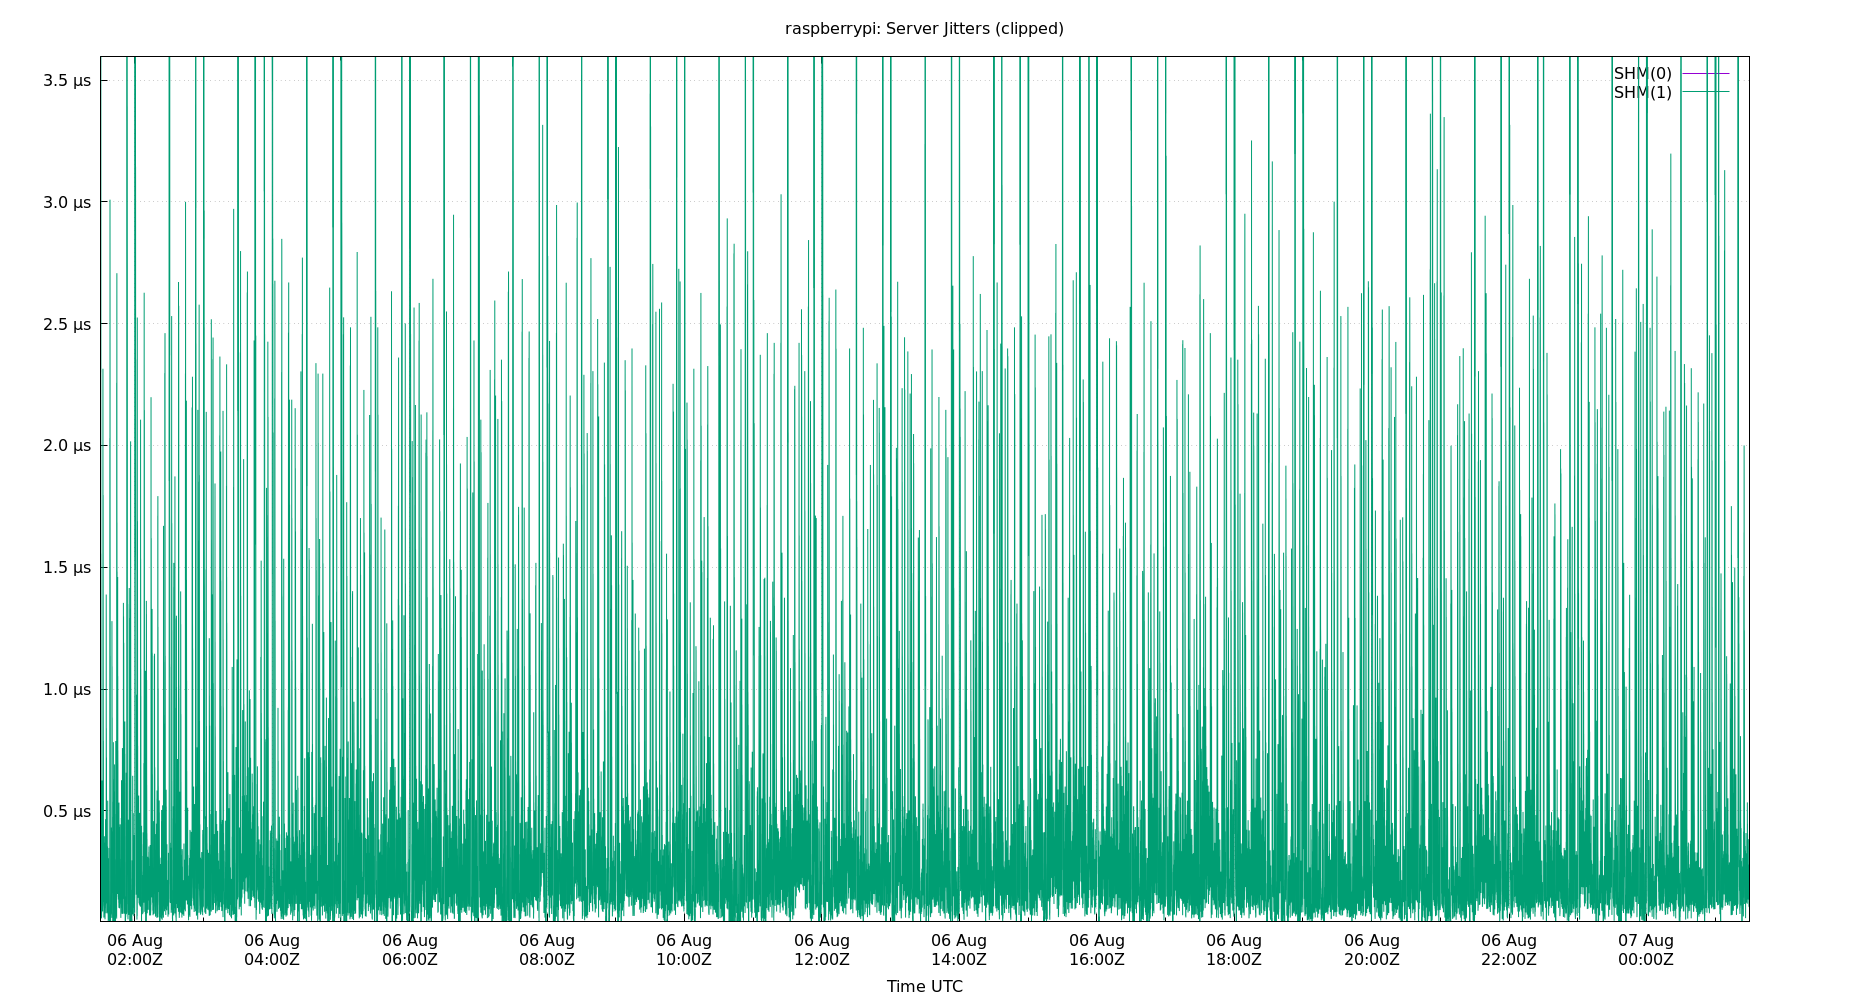 raspberrypi: Server Jitters (clipped)
3.5 μs
3.0 μs
2.5 μs
2.0 μs
1.5 μs
1.0 μs
0.5 μs
SHM(0)
SHM(1)
06 Aug 06 Aug 06 Aug 06 Aug 06 Aug 06 Aug 06 Aug 06 Aug 06 Aug 06 Aug 06 Aug 07 Aug
02:00Z 04:00Z 06:00Z 08:00Z 10:00Z 12:00Z 14:00Z 16:00Z 18:00Z 20:00Z 22:00Z 00:00Z
Time UTC